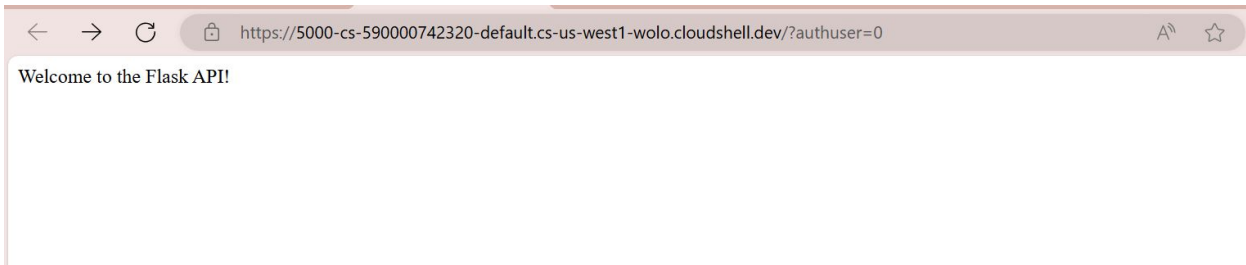 https://5000-cs-590000742320-default.cs-us-west1-wolo.cloudshell.dev/?authuser=0
Welcome to the Flask API!